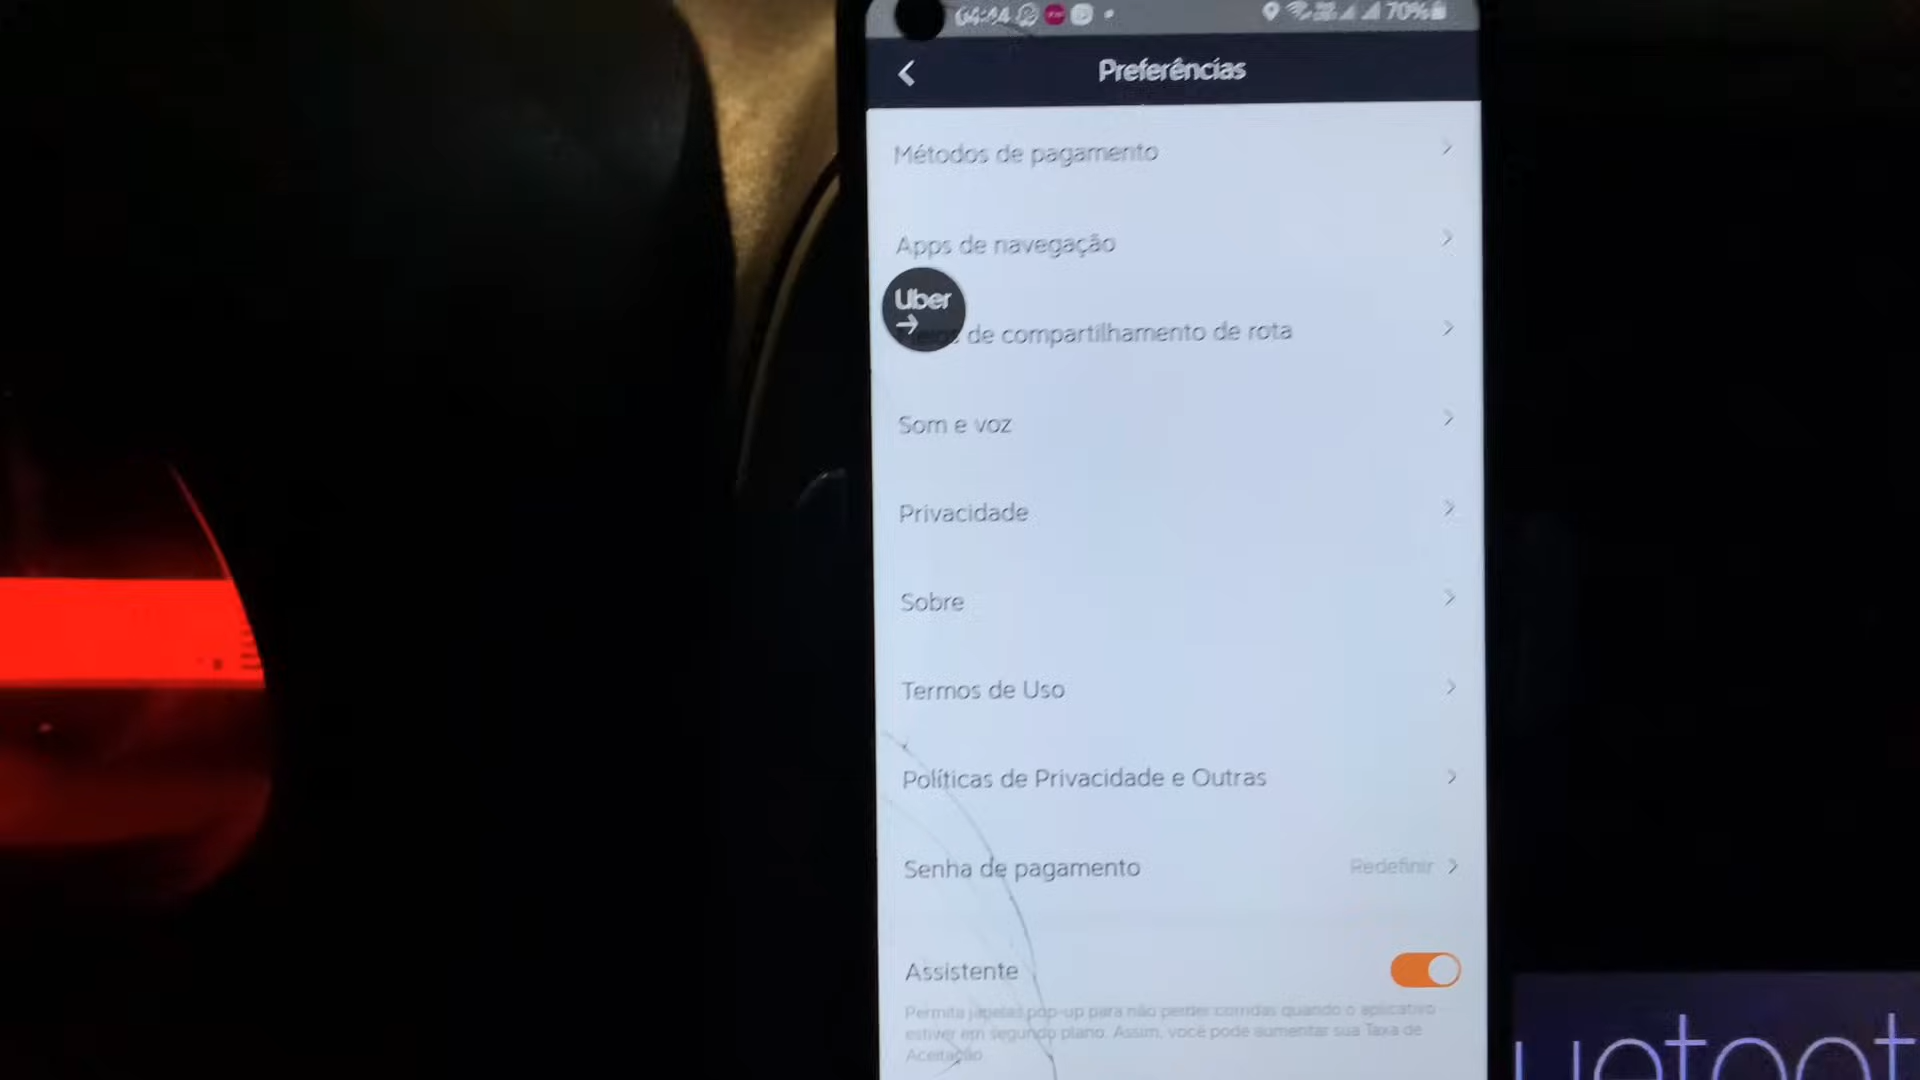 04:44
70%
Preferências
Métodos de pagamento
Apps de navegação
Uber
de compartilhamento de rota
Som e voz
Privacidade
Sobre
Termos de Uso
Políticas de Privacidade e Outras
Senha de pagamento
Redefinir
Assistente
Permita janelas pop-up para não perder corridas quando o aplicativo
estiver em segundo plano. Assim, você pode aumentar sua Taxa de
Aceitação